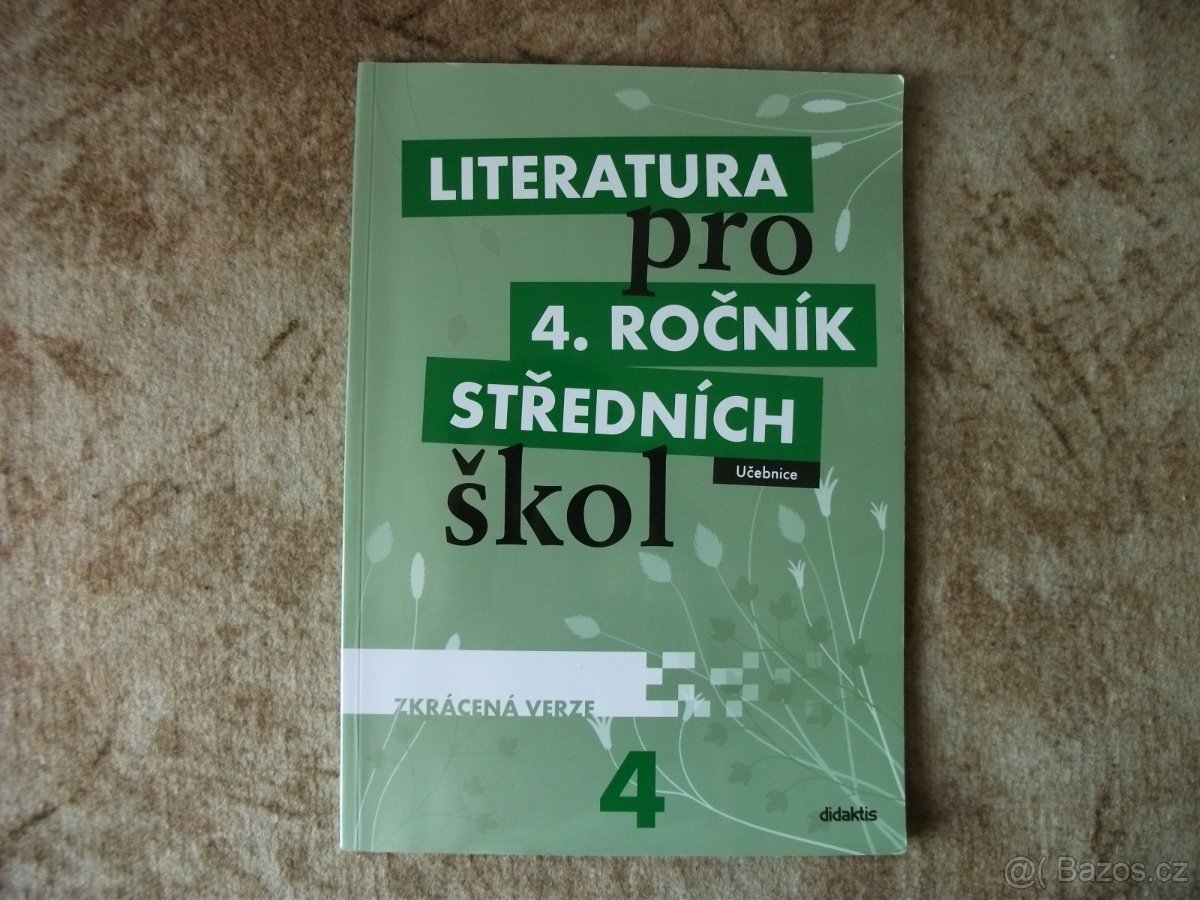 LITERATURA
pro
4. ROČNÍK
STŘEDNÍCH
Učebnice
škol
ZKRÁCENÁ VERZE
4
didaktis
@( Bazos.cz